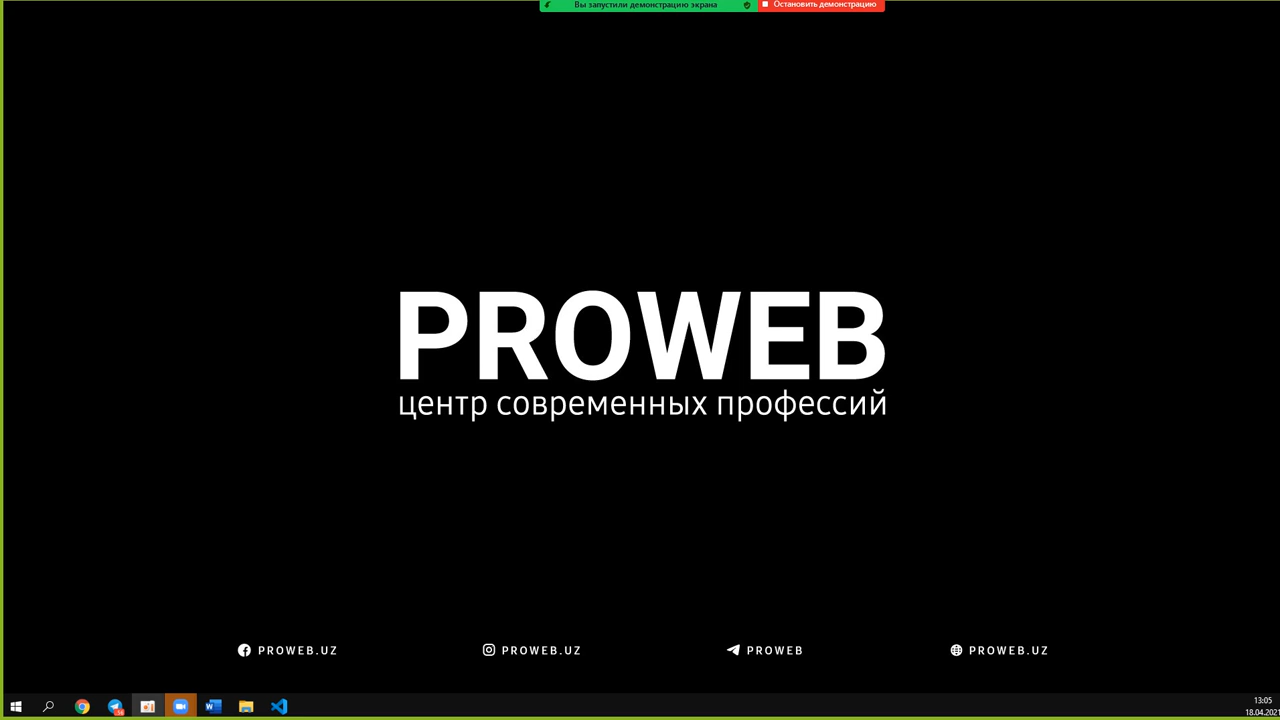 Вы запустили демонстрацию экрана
Остановить демонстрацию
PROWEB
центр современных профессий
PROWEB.UZ
PROWEB.UZ
PROWEB
PROWEB.UZ
13:05
18.04.2021